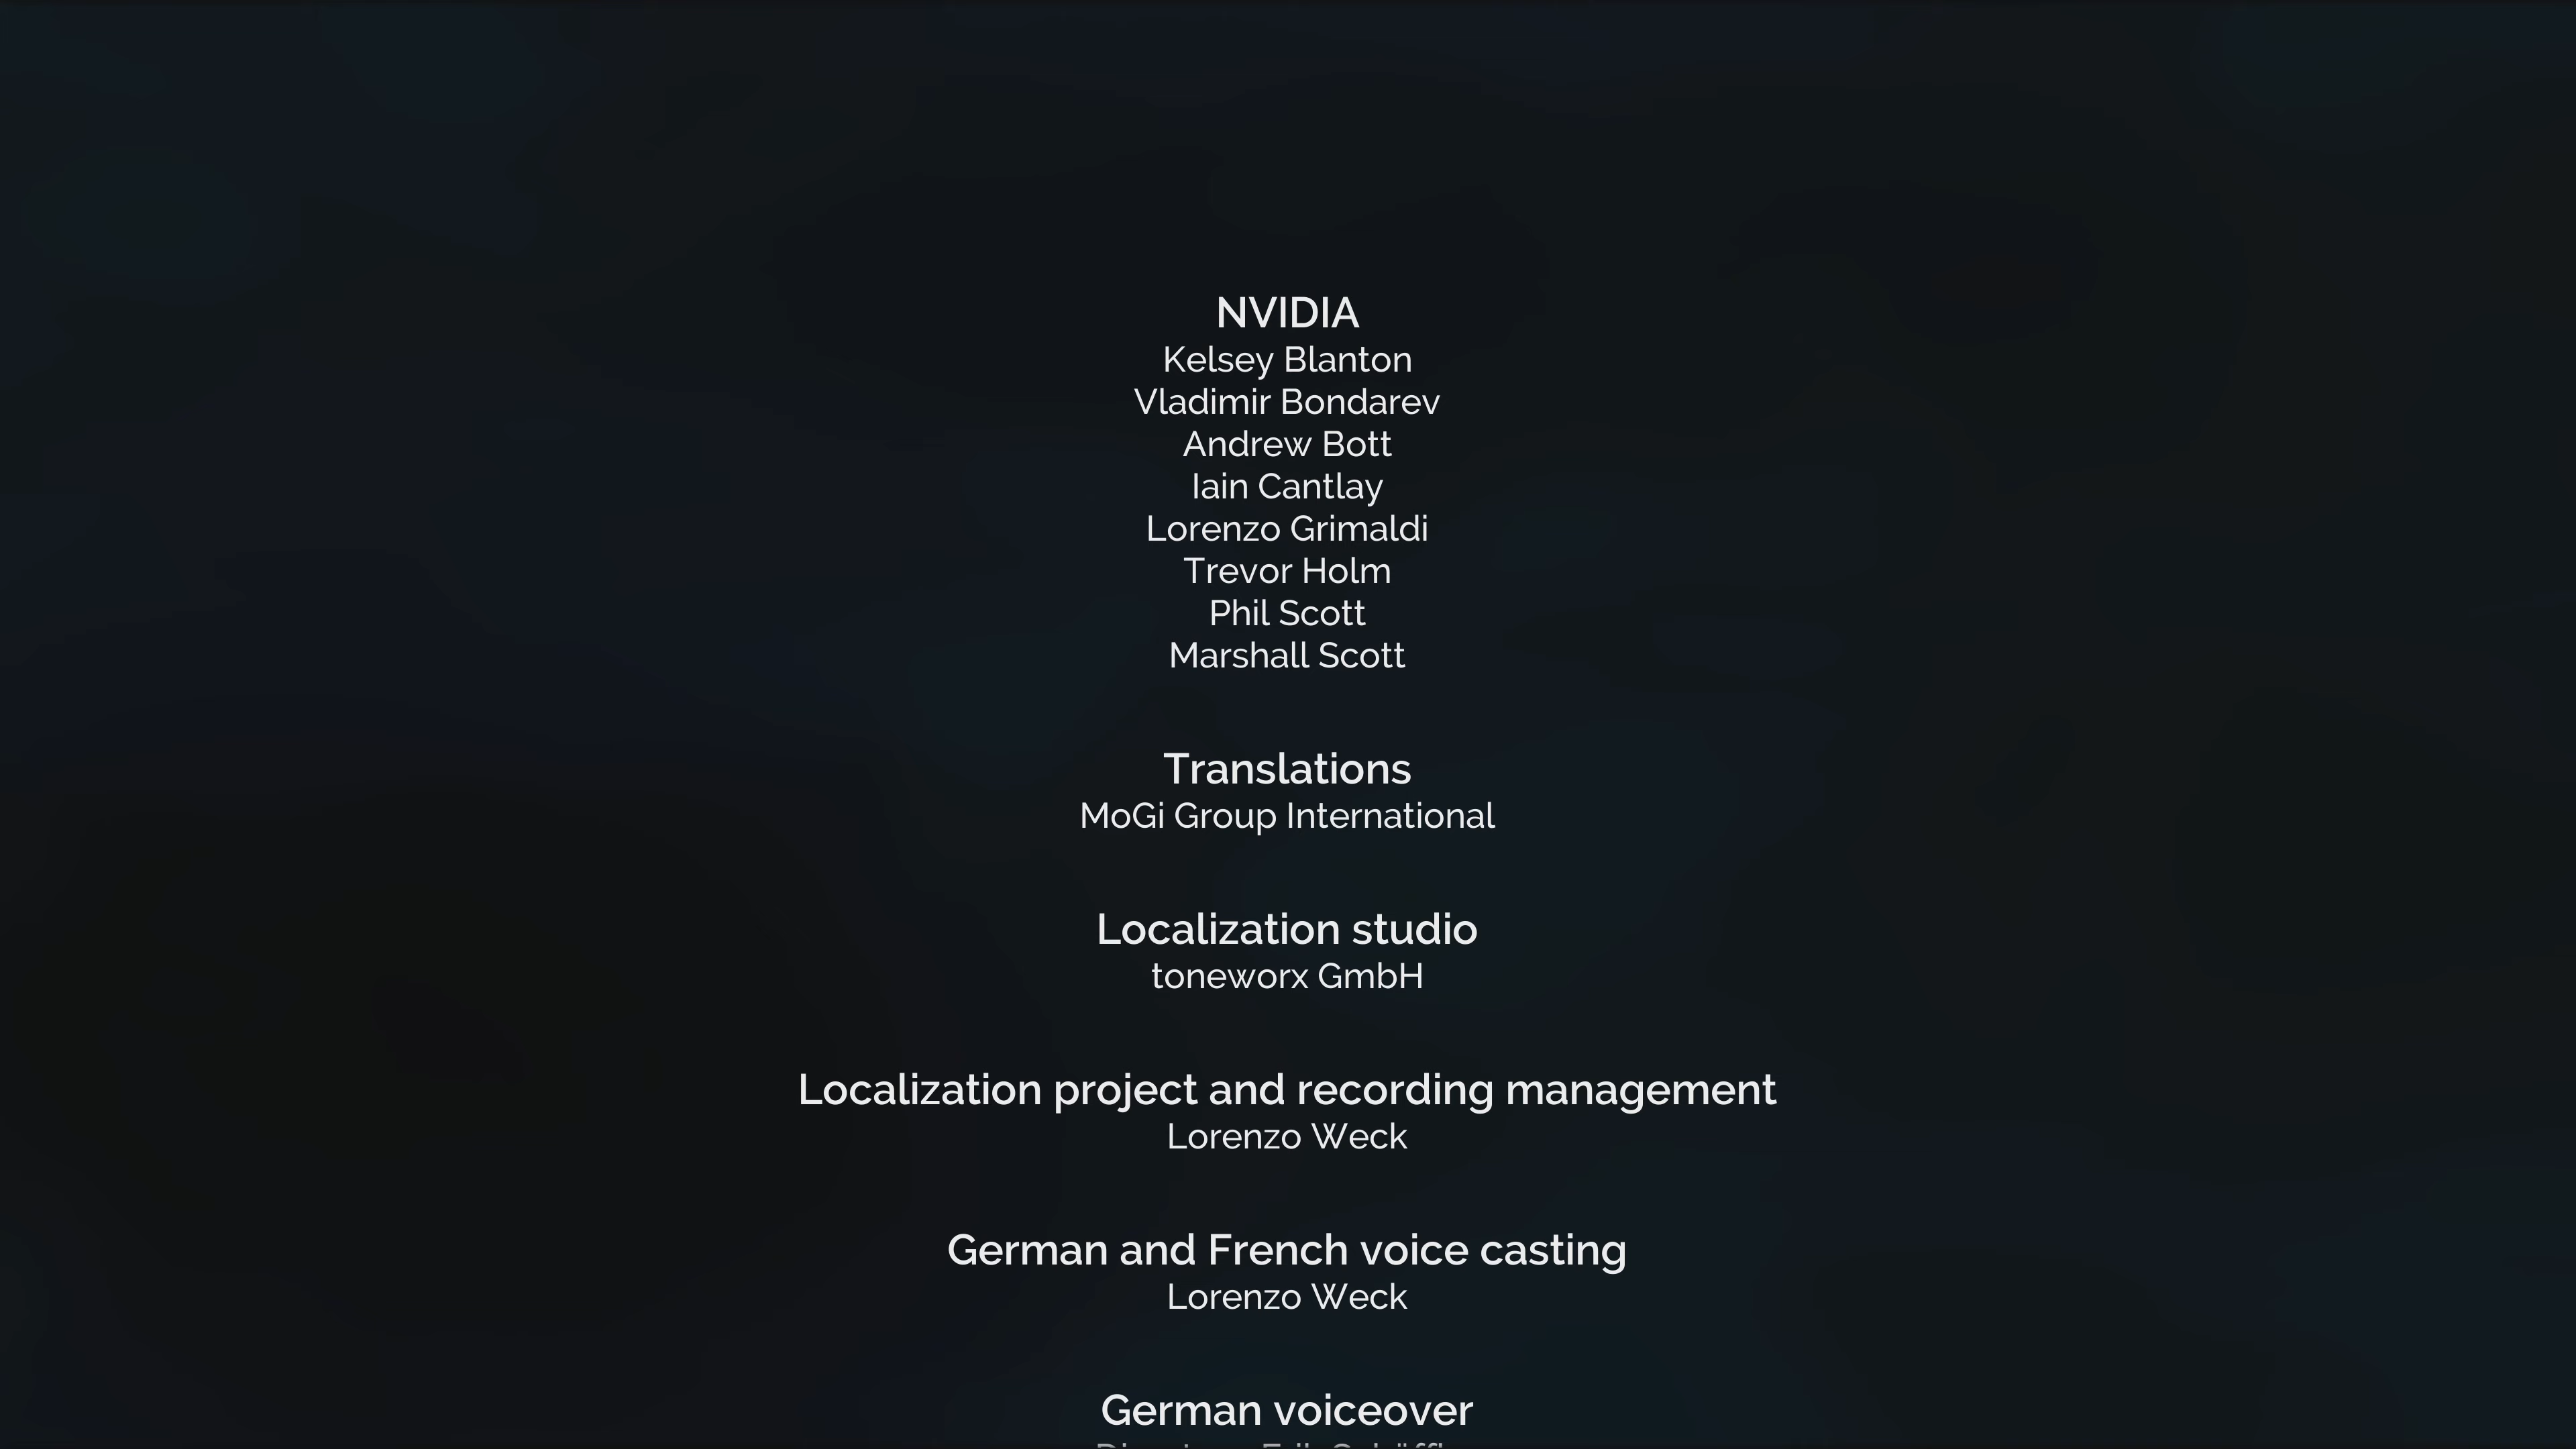 NVIDIA
Kelsey Blanton
Vladimir Bondarev
Andrew Bott
Iain Cantlay
Lorenzo Grimaldi
Trevor Holm
Phil Scott
Marshall Scott
Translations
MoGi Group International
Localization studio
toneworx GmbH
Localization project and recording management
Lorenzo Weck
German and French voice casting
Lorenzo Weck
German voiceover